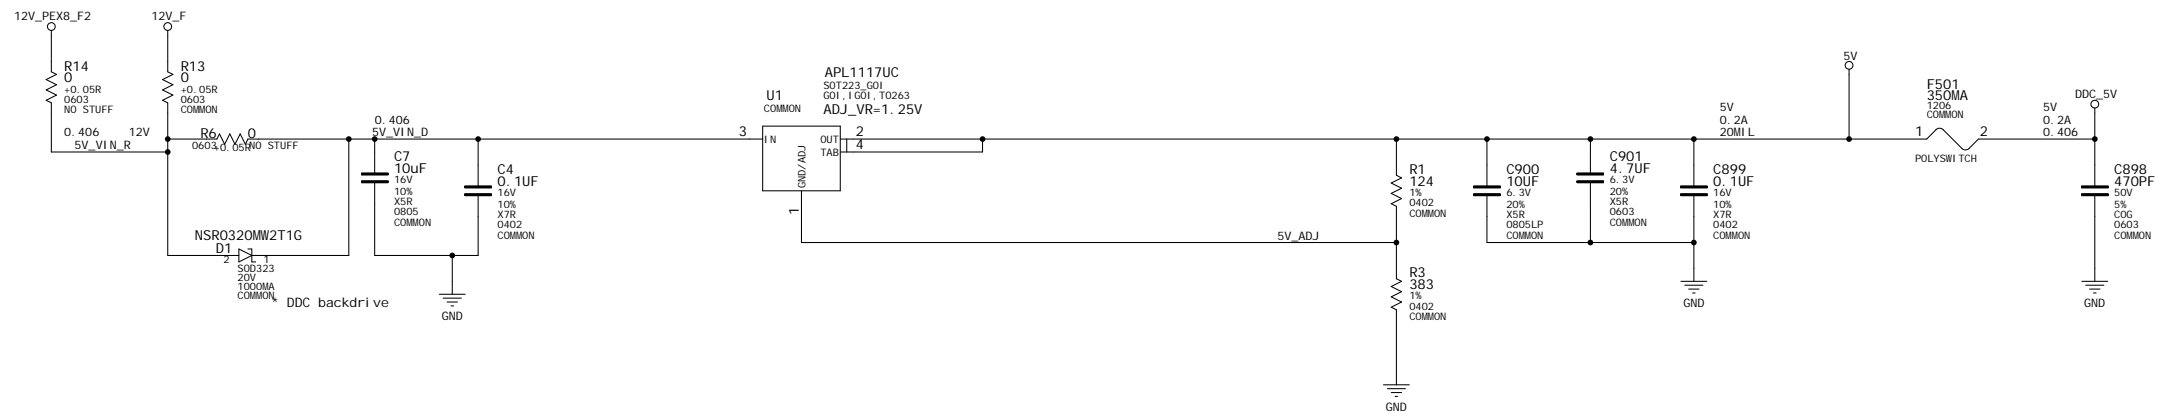 12V_PEX8_F2
12V_F
R14
0
+0.05R
0603
NO STUFF
R13
0
+0.05R
0603
COMMON
0.406 12V
5V_VIN_R
R6 0
0603 +0.05R NO STUFF
NSR0320MW2T1G
D1
2 1
SOD323
20V
1000MA
COMMON
* DDC backdrive
0.406
5V_VIN_D
C7
10uF
16V
10%
X5R
0805
COMMON
C4
0.1UF
16V
10%
X7R
0402
COMMON
GND
APL1117UC
SOT223_GOI
GOI,IGOI,TO263
ADJ_VR=1.25V
U1
COMMON
3 IN
OUT 2
TAB 4
GND/ADJ
1
5V_ADJ
R1
124
1%
0402
COMMON
R3
383
1%
0402
COMMON
GND
C900
10UF
6.3V
20%
X5R
0805LP
COMMON
C901
4.7UF
6.3V
20%
X5R
0603
COMMON
C899
0.1UF
16V
10%
X7R
0402
COMMON
GND
5V
0.2A
20MIL
5V
F501
350MA
1206
COMMON
1 2
POLYSWITCH
5V
0.2A
0.406
DDC_5V
C898
470PF
50V
5%
C0G
0603
COMMON
GND